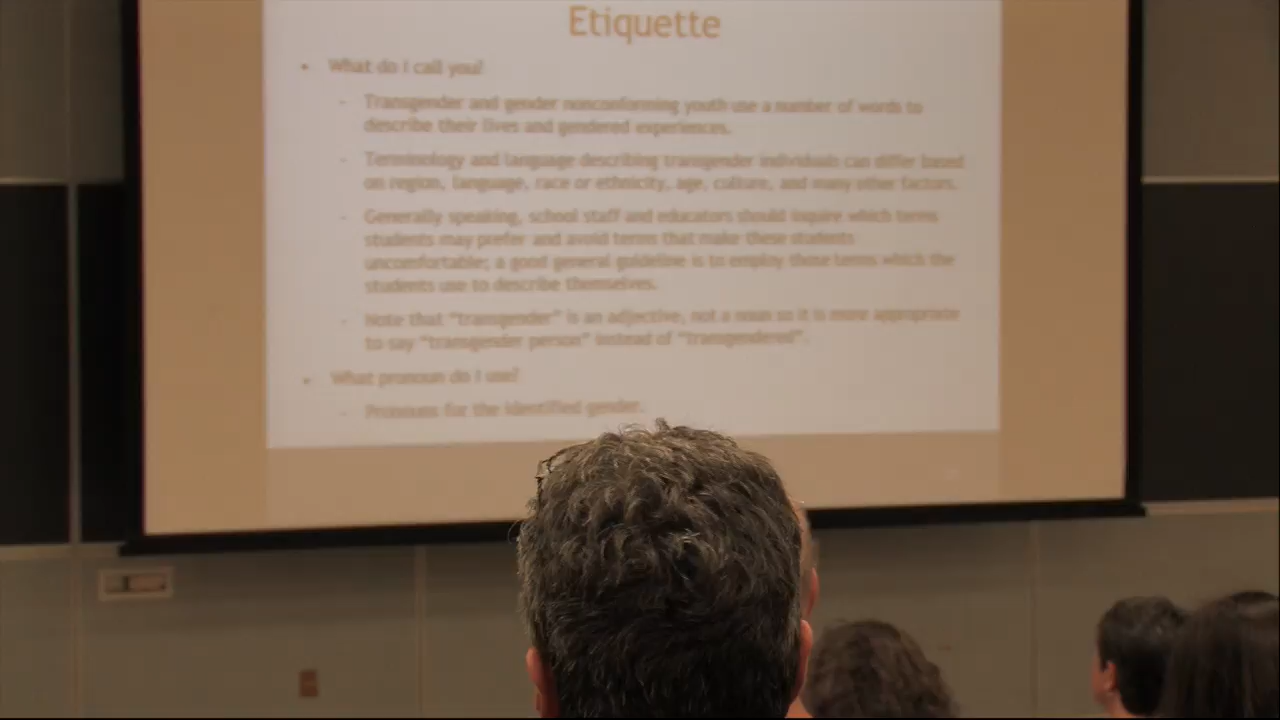 Etiquette
• What do I call you?
- Transgender and gender nonconforming youth use a number of words to
describe their lives and gendered experiences.
- Terminology and language describing transgender individuals can differ based
on region, language, race or ethnicity, age, culture, and many other factors.
- Generally speaking, school staff and educators should inquire which terms
students may prefer and avoid terms that make these students
uncomfortable; a good general guideline is to employ those terms which the
students use to describe themselves.
- Note that "transgender" is an adjective, not a noun so it is more appropriate
to say "transgender person" instead of "transgendered".
• What pronoun do I use?
- Pronouns for the identified gender.